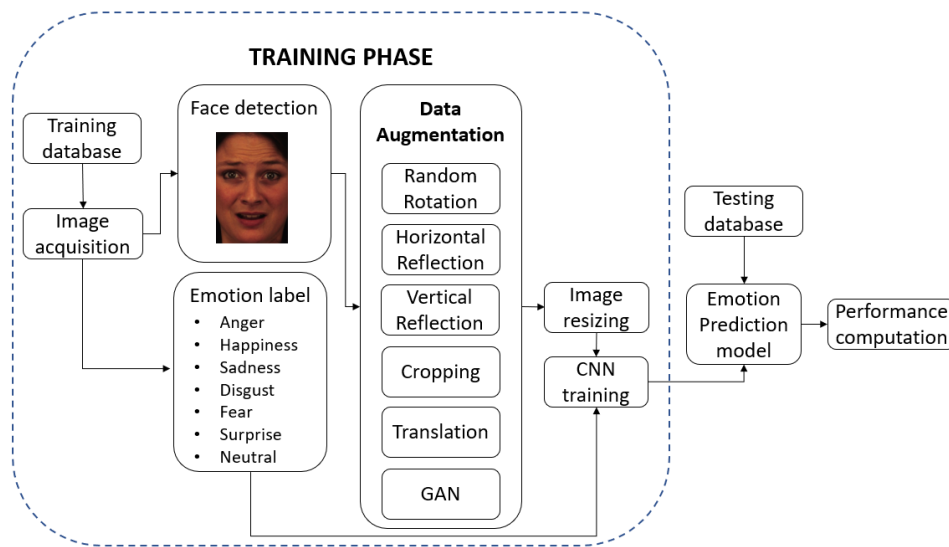 TRAINING PHASE
Training
database
Image
acquisition
Face detection
Emotion label
• Anger
• Happiness
• Sadness
• Disgust
• Fear
• Surprise
• Neutral
Data
Augmentation
Random
Rotation
Horizontal
Reflection
Vertical
Reflection
Cropping
Translation
GAN
Image
resizing
CNN
training
Testing
database
Emotion
Prediction
model
Performance
computation